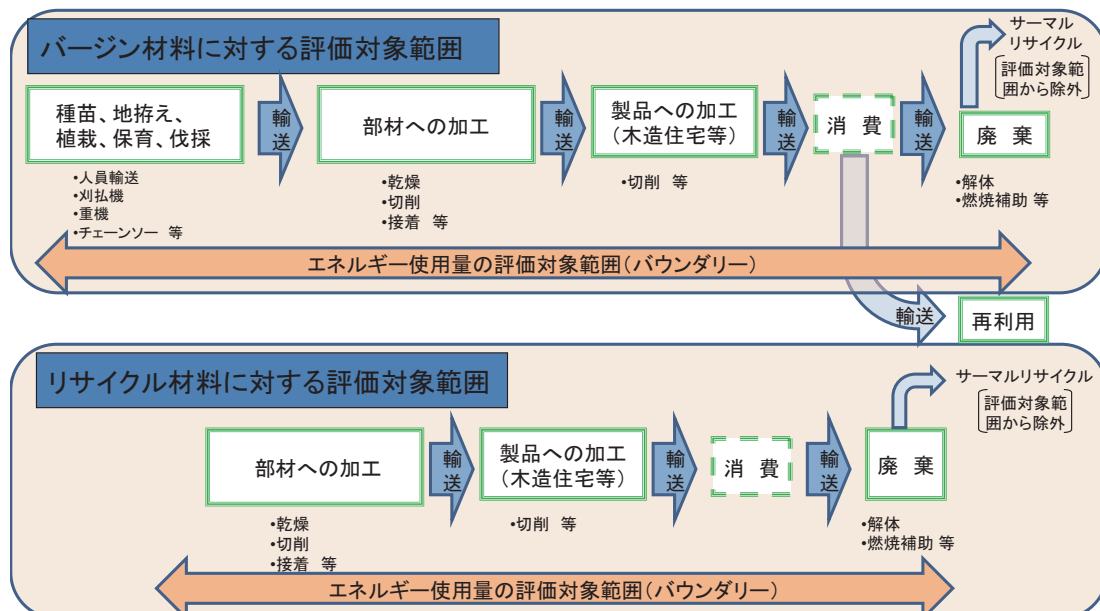 バージン材料に対する評価対象範囲
サーマル
リサイクル
評価対象範
囲から除外
種苗、地拵え、
植栽、保育、伐採
輸送
部材への加工
輸送
製品への加工
(木造住宅等)
輸送
消 費
輸送
廃 棄
•人員輸送
•刈払機
•重機
•チェーンソー 等
•乾燥
•切削
•接着 等
•切削 等
•解体
•燃焼補助 等
エネルギー使用量の評価対象範囲(バウンダリー)
輸送
再利用
リサイクル材料に対する評価対象範囲
サーマルリサイクル
評価対象範
囲から除外
部材への加工
輸送
製品への加工
(木造住宅等)
輸送
消 費
輸送
廃 棄
•乾燥
•切削
•接着 等
•切削 等
•解体
•燃焼補助 等
エネルギー使用量の評価対象範囲(バウンダリー)